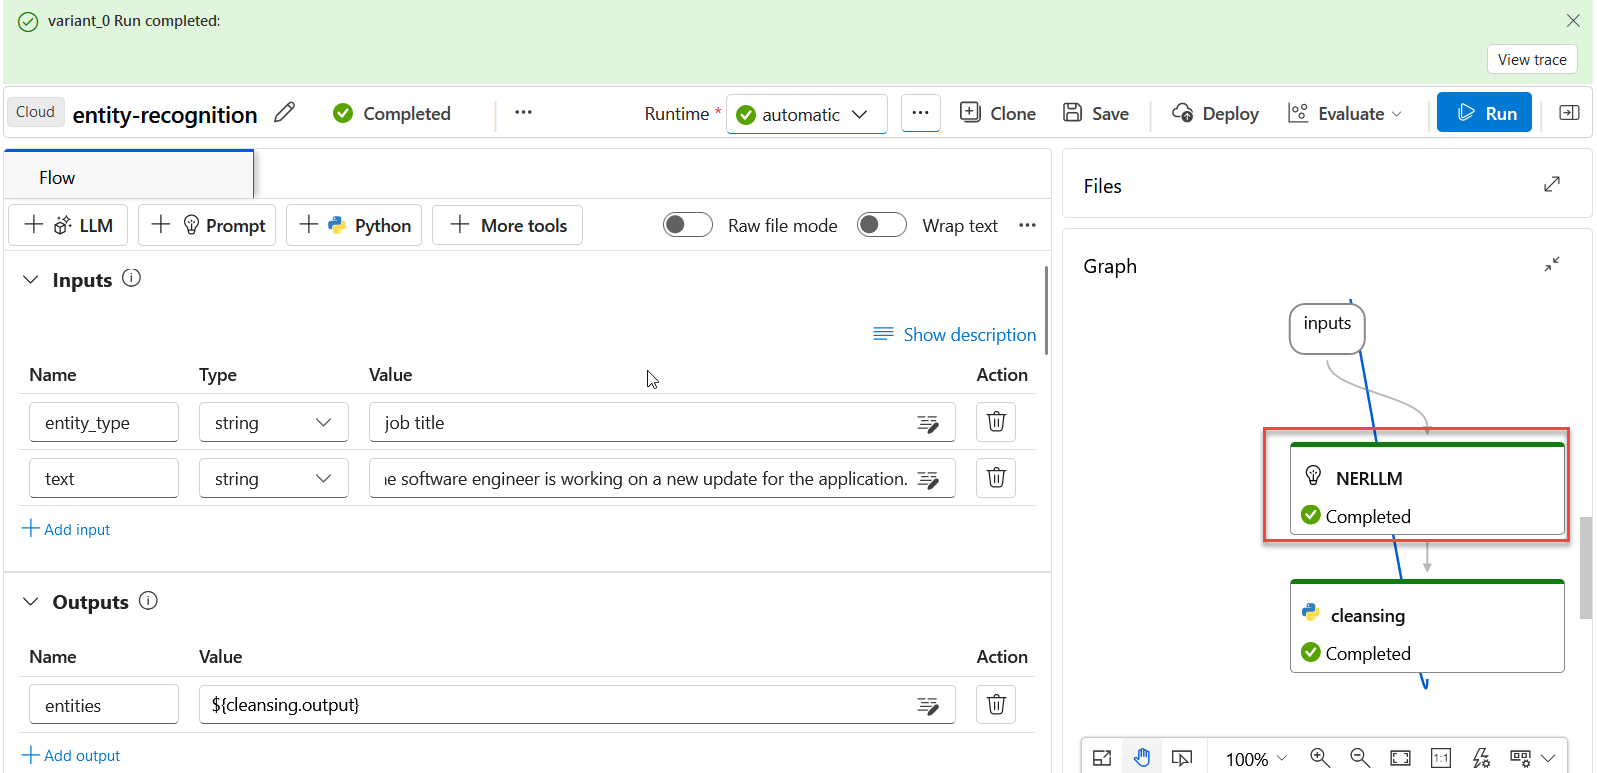 variant_0 Run completed:
View trace
Cloud entity-recognition Completed ... Runtime * automatic ... Clone Save Deploy Evaluate Run
Flow
LLM Prompt Python More tools Raw file mode Wrap text ...
Inputs
Show description
Name Type Value Action
entity_type string job title
text string software engineer is working on a new update for the application.
Add input
Outputs
Name Value Action
entities ${cleansing.output}
Add output
Files
Graph
inputs
NERLLM
Completed
cleansing
Completed
100% 1:1